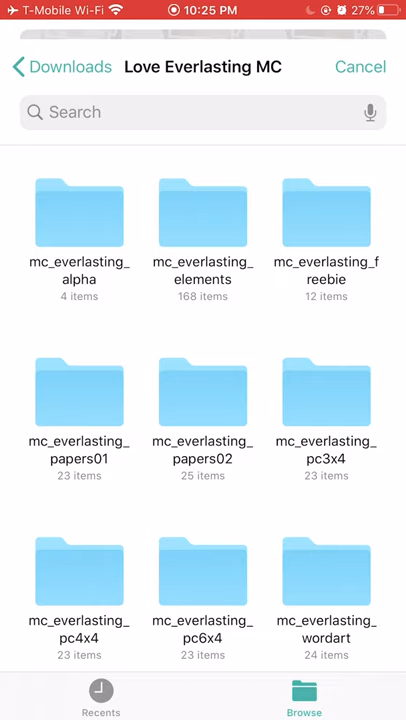 T-Mobile Wi-Fi 10:25 PM 27%
Downloads Love Everlasting MC Cancel
Search
mc_everlasting_ mc_everlasting_ mc_everlasting_f
alpha elements reebie
4 items 168 items 12 items
mc_everlasting_ mc_everlasting_ mc_everlasting_
papers01 papers02 pc3x4
23 items 25 items 23 items
mc_everlasting_ mc_everlasting_ mc_everlasting_
pc4x4 pc6x4 wordart
23 items 23 items 24 items
Recents Browse